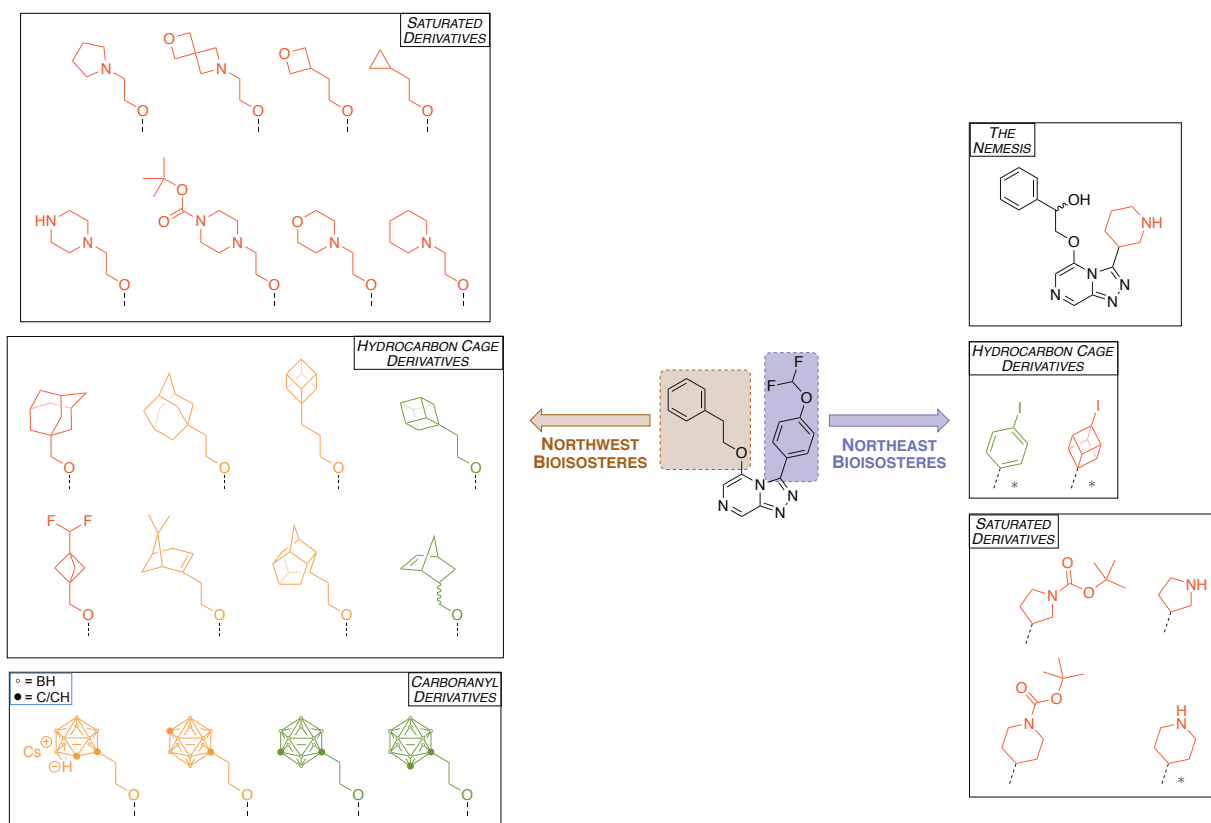 SATURATED
DERIVATIVES
O
O
N
N
O
O
O
O
O
HN
N
O
O
O
N
N
O
O
N
O
N
O
HYDROCARBON CAGE
DERIVATIVES
O
O
O
O
F
F
O
O
O
O
= BH
= C/CH
CARBORANYL
DERIVATIVES
Cs
⊕
⊖
H
O
O
O
O
NORTHWEST
BIOISOSTERES
F
F
O
O
N
N
N
N
NORTHEAST
BIOISOSTERES
THE
NEMESIS
OH
NH
O
N
N
N
N
HYDROCARBON CAGE
DERIVATIVES
I
I
*
*
SATURATED
DERIVATIVES
O
N
O
NH
O
O
N
H
N
*